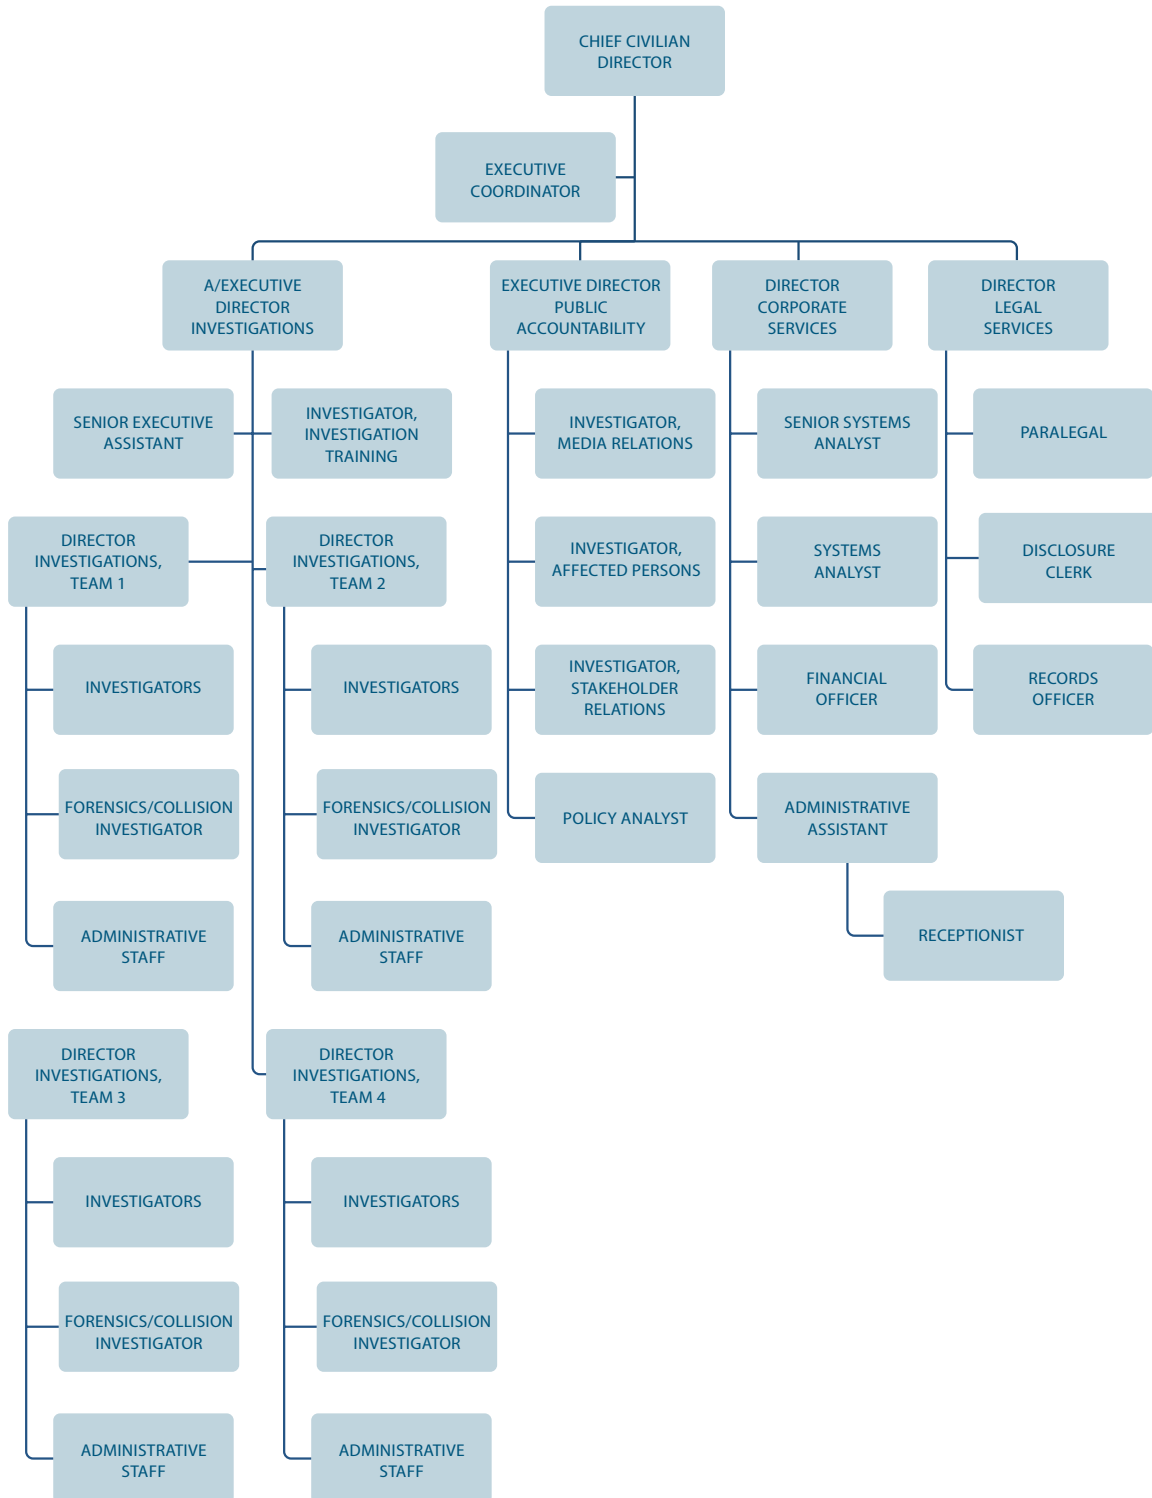 CHIEF CIVILIAN
DIRECTOR
EXECUTIVE
COORDINATOR
A/EXECUTIVE
DIRECTOR
INVESTIGATIONS
EXECUTIVE DIRECTOR
PUBLIC
ACCOUNTABILITY
DIRECTOR
CORPORATE
SERVICES
DIRECTOR
LEGAL
SERVICES
SENIOR EXECUTIVE
ASSISTANT
INVESTIGATOR,
INVESTIGATION
TRAINING
INVESTIGATOR,
MEDIA RELATIONS
SENIOR SYSTEMS
ANALYST
PARALEGAL
DIRECTOR
INVESTIGATIONS,
TEAM 1
DIRECTOR
INVESTIGATIONS,
TEAM 2
INVESTIGATOR,
AFFECTED PERSONS
SYSTEMS
ANALYST
DISCLOSURE
CLERK
INVESTIGATORS
INVESTIGATORS
INVESTIGATOR,
STAKEHOLDER
RELATIONS
FINANCIAL
OFFICER
RECORDS
OFFICER
FORENSICS/COLLISION
INVESTIGATOR
FORENSICS/COLLISION
INVESTIGATOR
POLICY ANALYST
ADMINISTRATIVE
ASSISTANT
ADMINISTRATIVE
STAFF
ADMINISTRATIVE
STAFF
RECEPTIONIST
DIRECTOR
INVESTIGATIONS,
TEAM 3
DIRECTOR
INVESTIGATIONS,
TEAM 4
INVESTIGATORS
INVESTIGATORS
FORENSICS/COLLISION
INVESTIGATOR
FORENSICS/COLLISION
INVESTIGATOR
ADMINISTRATIVE
STAFF
ADMINISTRATIVE
STAFF